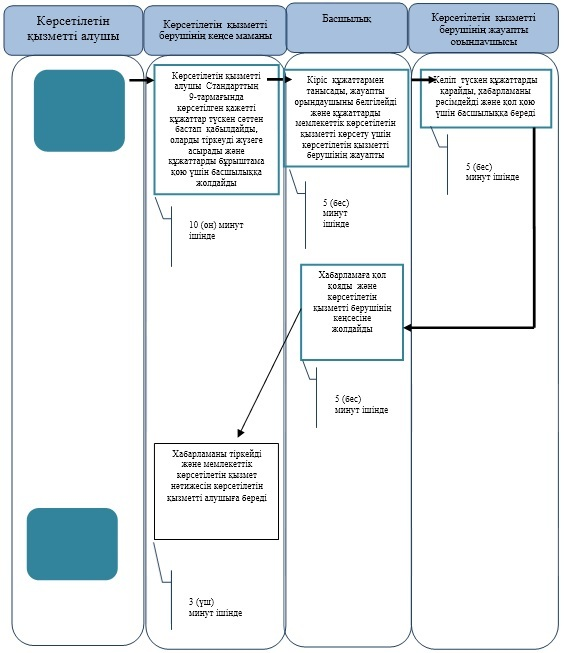 Көрсетілетін
қызметті алушы
Көрсетілетін қызметті
берушінің кеңсе маманы
Басшылық
Көрсетілетін қызметті
берушінің жауапты
орындаушысы
Көрсетілетін қызметті
алушы Стандарттың
9-тармағында
көрсетілген кажетті
құжаттар түскен сәттен
бастап қабылдайды,
оларды тіркеуді жүзеге
асырады және
құжаттарды бұрыштама
қою үшін басшылыққа
жолдайды
Кіріс құжаттармен
танысады, жауапты
орындаушыны белгілейді
және құжаттарды
мемлекеттік көрсетілетін
қызметті көрсету үшін
көрсетілетін қызметті
берушінің жауапты
Келіп түскен құжаттарды
қарайды, қабарламаны
рәсімдейді және қол қою
үшін басшылыққа береді
10 (он) минут
ішінде
5 (бес)
минут
ішінде
5 (бес)
минут ішінде
Хабарламаға қол
қояды және
көрсетілетін
қызметті берушінің
кеңсесіне
жолдайды
5 (бес)
минут ішінде
Хабарламаны тіркейді
және мемлекеттік
көрсетілетін қызмет
нәтижесін көрсетілетін
қызметті алушыға береді
3 (үш)
минут ішінде